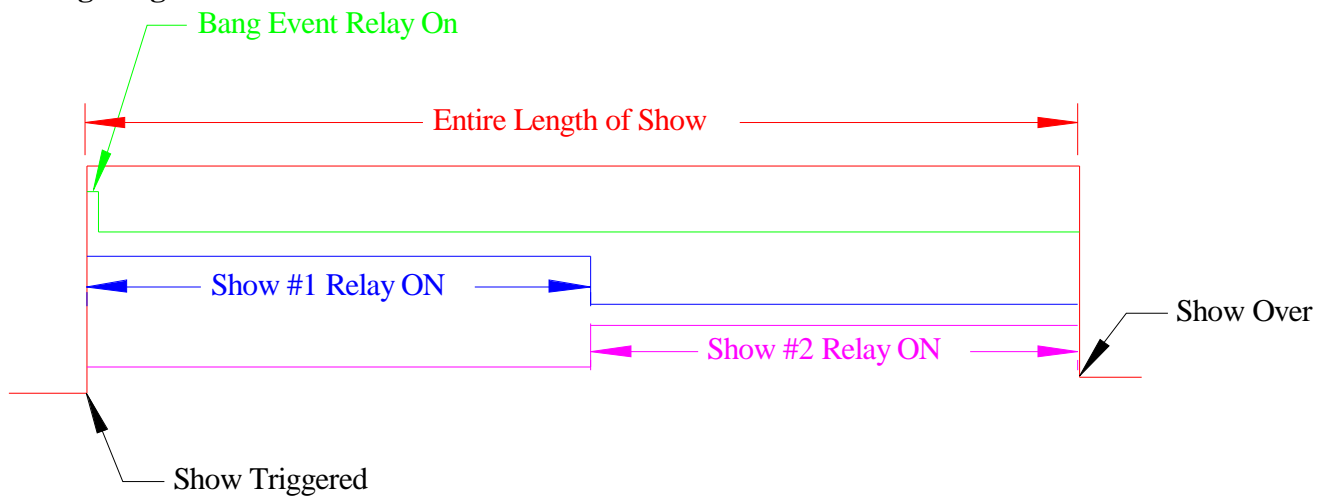 Bang Event Relay On
Entire Length of Show
Show #1 Relay ON
Show Over
Show #2 Relay ON
Show Triggered